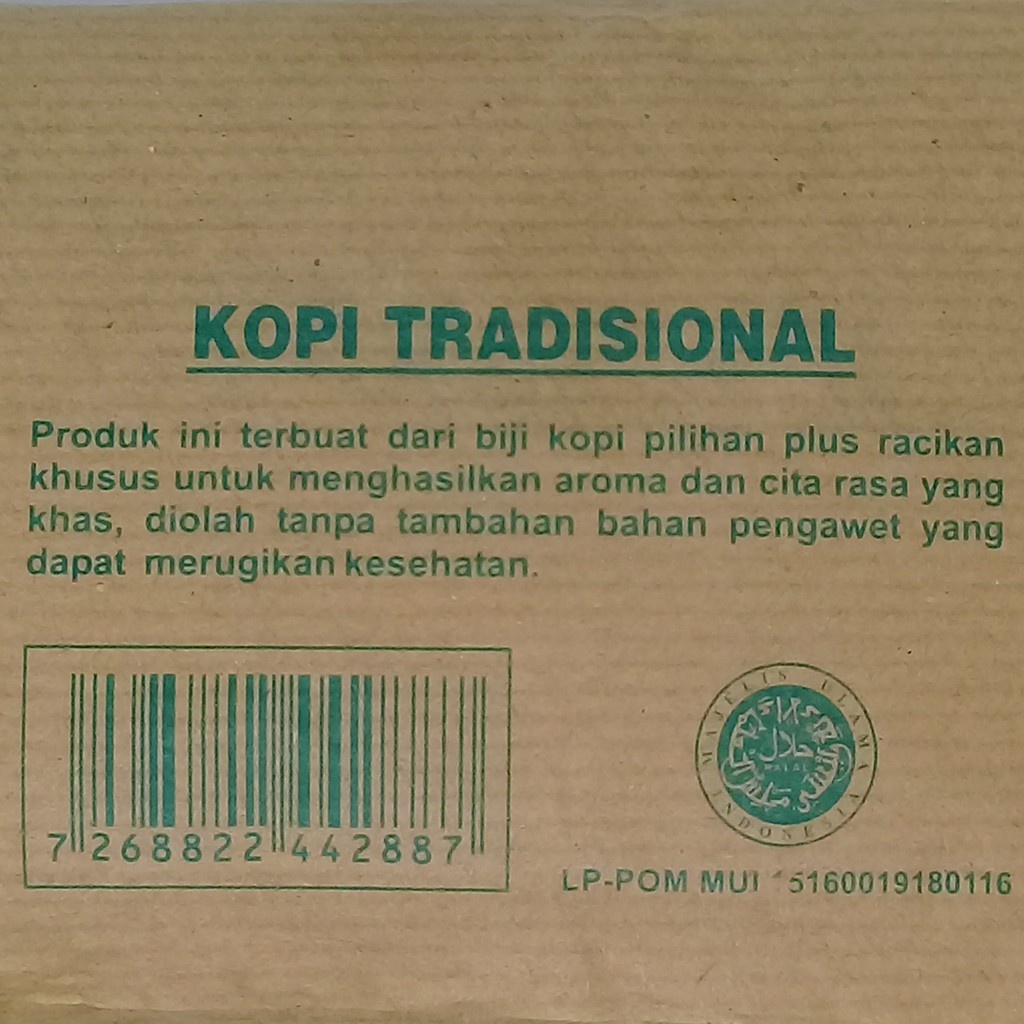 KOPI TRADISIONAL
Produk ini terbuat dari biji kopi pilihan plus racikan
khusus untuk menghasilkan aroma dan cita rasa yang
khas, diolah tanpa tambahan bahan pengawet yang
dapat merugikan kesehatan.
7 268822 442887
MAJELIS ULAMA INDONESIA
حلال
HALAL
LP-POM MUI 15160019180116